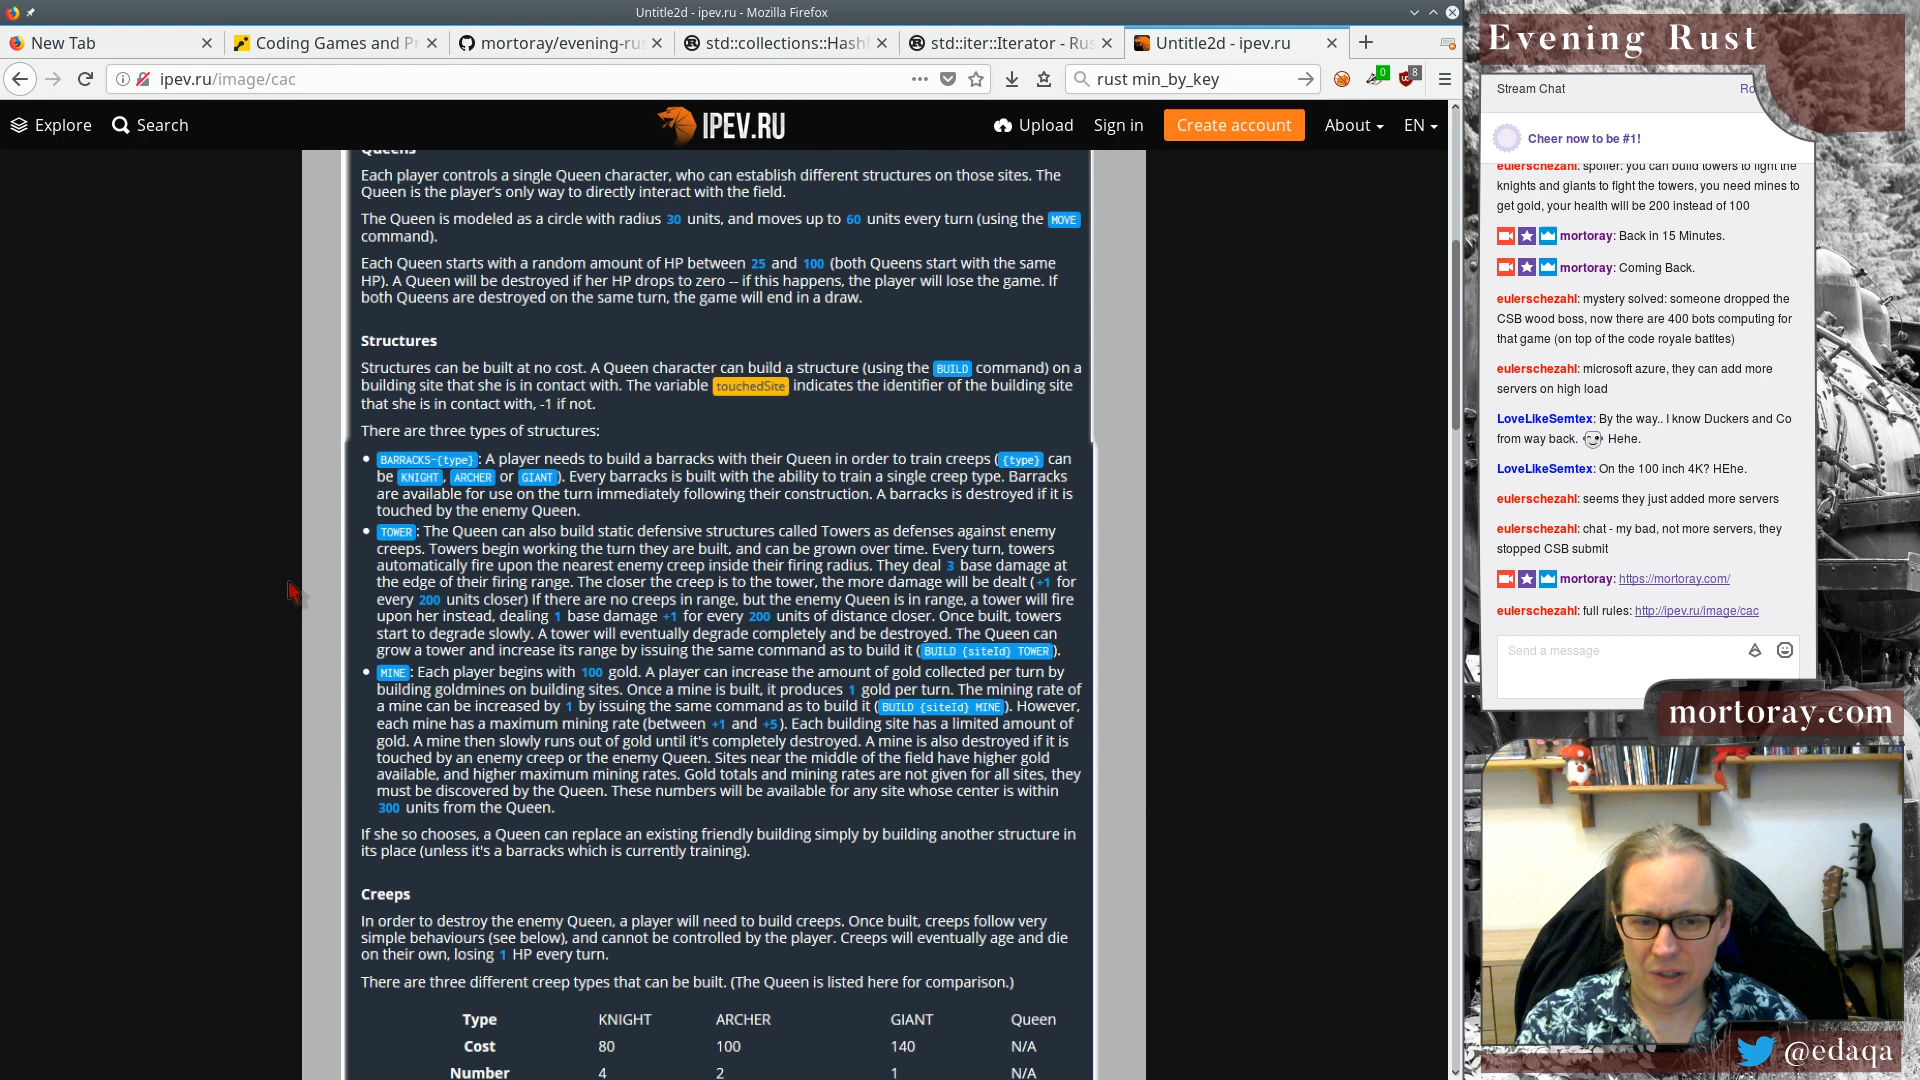 Untitle2d - ipev.ru - Mozilla Firefox
New Tab
Coding Games and Pr
mortoray/evening-rus
std::collections::Hash
std::iter::Iterator - Rus
Untitle2d - ipev.ru
ipev.ru/image/cac
rust min_by_key
0
8
Explore
Search
IPEV.RU
Upload
Sign in
Create account
About
EN
Queens
Each player controls a single Queen character, who can establish different structures on those sites. The
Queen is the player's only way to directly interact with the field.
The Queen is modeled as a circle with radius 30 units, and moves up to 60 units every turn (using the MOVE
command).
Each Queen starts with a random amount of HP between 25 and 100 (both Queens start with the same
HP). A Queen will be destroyed if her HP drops to zero -- if this happens, the player will lose the game. If
both Queens are destroyed on the same turn, the game will end in a draw.
Structures
Structures can be built at no cost. A Queen character can build a structure (using the BUILD command) on a
building site that she is in contact with. The variable touchedSite indicates the identifier of the building site
that she is in contact with, -1 if not.
There are three types of structures:
BARRACKS-{type}: A player needs to build a barracks with their Queen in order to train creeps ({type} can
be KNIGHT, ARCHER or GIANT). Every barracks is built with the ability to train a single creep type. Barracks
are available for use on the turn immediately following their construction. A barracks is destroyed if it is
touched by the enemy Queen.
TOWER: The Queen can also build static defensive structures called Towers as defenses against enemy
creeps. Towers begin working the turn they are built, and can be grown over time. Every turn, towers
automatically fire upon the nearest enemy creep inside their firing radius. They deal 3 base damage at
the edge of their firing range. The closer the creep is to the tower, the more damage will be dealt (+1 for
every 200 units closer) If there are no creeps in range, but the enemy Queen is in range, a tower will fire
upon her instead, dealing 1 base damage +1 for every 200 units of distance closer. Once built, towers
start to degrade slowly. A tower will eventually degrade completely and be destroyed. The Queen can
grow a tower and increase its range by issuing the same command as to build it (BUILD {siteId} TOWER).
MINE: Each player begins with 100 gold. A player can increase the amount of gold collected per turn by
building goldmines on building sites. Once a mine is built, it produces 1 gold per turn. The mining rate of
a mine can be increased by 1 by issuing the same command as to build it (BUILD {siteId} MINE). However,
each mine has a maximum mining rate (between +1 and +5). Each building site has a limited amount of
gold. A mine then slowly runs out of gold until it's completely destroyed. A mine is also destroyed if it is
touched by an enemy creep or the enemy Queen. Sites near the middle of the field have higher gold
available, and higher maximum mining rates. Gold totals and mining rates are not given for all sites, they
must be discovered by the Queen. These numbers will be available for any site whose center is within
300 units from the Queen.
If she so chooses, a Queen can replace an existing friendly building simply by building another structure in
its place (unless it's a barracks which is currently training).
Creeps
In order to destroy the enemy Queen, a player will need to build creeps. Once built, creeps follow very
simple behaviours (see below), and cannot be controlled by the player. Creeps will eventually age and die
on their own, losing 1 HP every turn.
There are three different creep types that can be built. (The Queen is listed here for comparison.)
Type KNIGHT ARCHER GIANT Queen
Cost 80 100 140 N/A
Number 4 2 1 N/A
Evening Rust
Stream Chat
Ro
Cheer now to be #1!
eulerschezahl: spoiler: you can build towers to fight the
knights and giants to fight the towers, you need mines to
get gold, your health will be 200 instead of 100
mortoray: Back in 15 Minutes.
mortoray: Coming Back.
eulerschezahl: mystery solved: someone dropped the
CSB wood boss, now there are 400 bots computing for
that game (on top of the code royale batltes)
eulerschezahl: microsoft azure, they can add more
servers on high load
LoveLikeSemtex: By the way.. I know Duckers and Co
from way back. Hehe.
LoveLikeSemtex: On the 100 inch 4K? HEhe.
eulerschezahl: seems they just added more servers
eulerschezahl: chat - my bad, not more servers, they
stopped CSB submit
mortoray: https://mortoray.com/
eulerschezahl: full rules: http://ipev.ru/image/cac
Send a message
mortoray.com
@edaqa